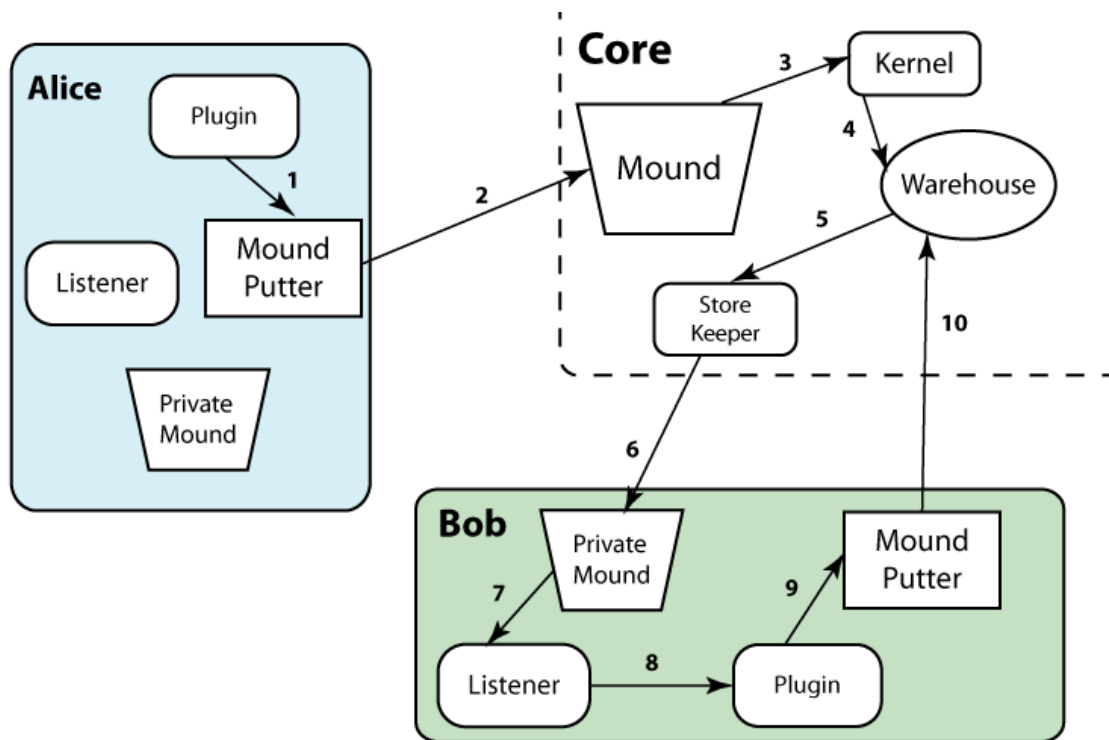 Alice
Plugin
1
Mound
Putter
Listener
Private
Mound
2
Core
Mound
3
Kernel
4
Warehouse
5
Store
Keeper
6
10
Bob
Private
Mound
7
Listener
8
Plugin
9
Mound
Putter